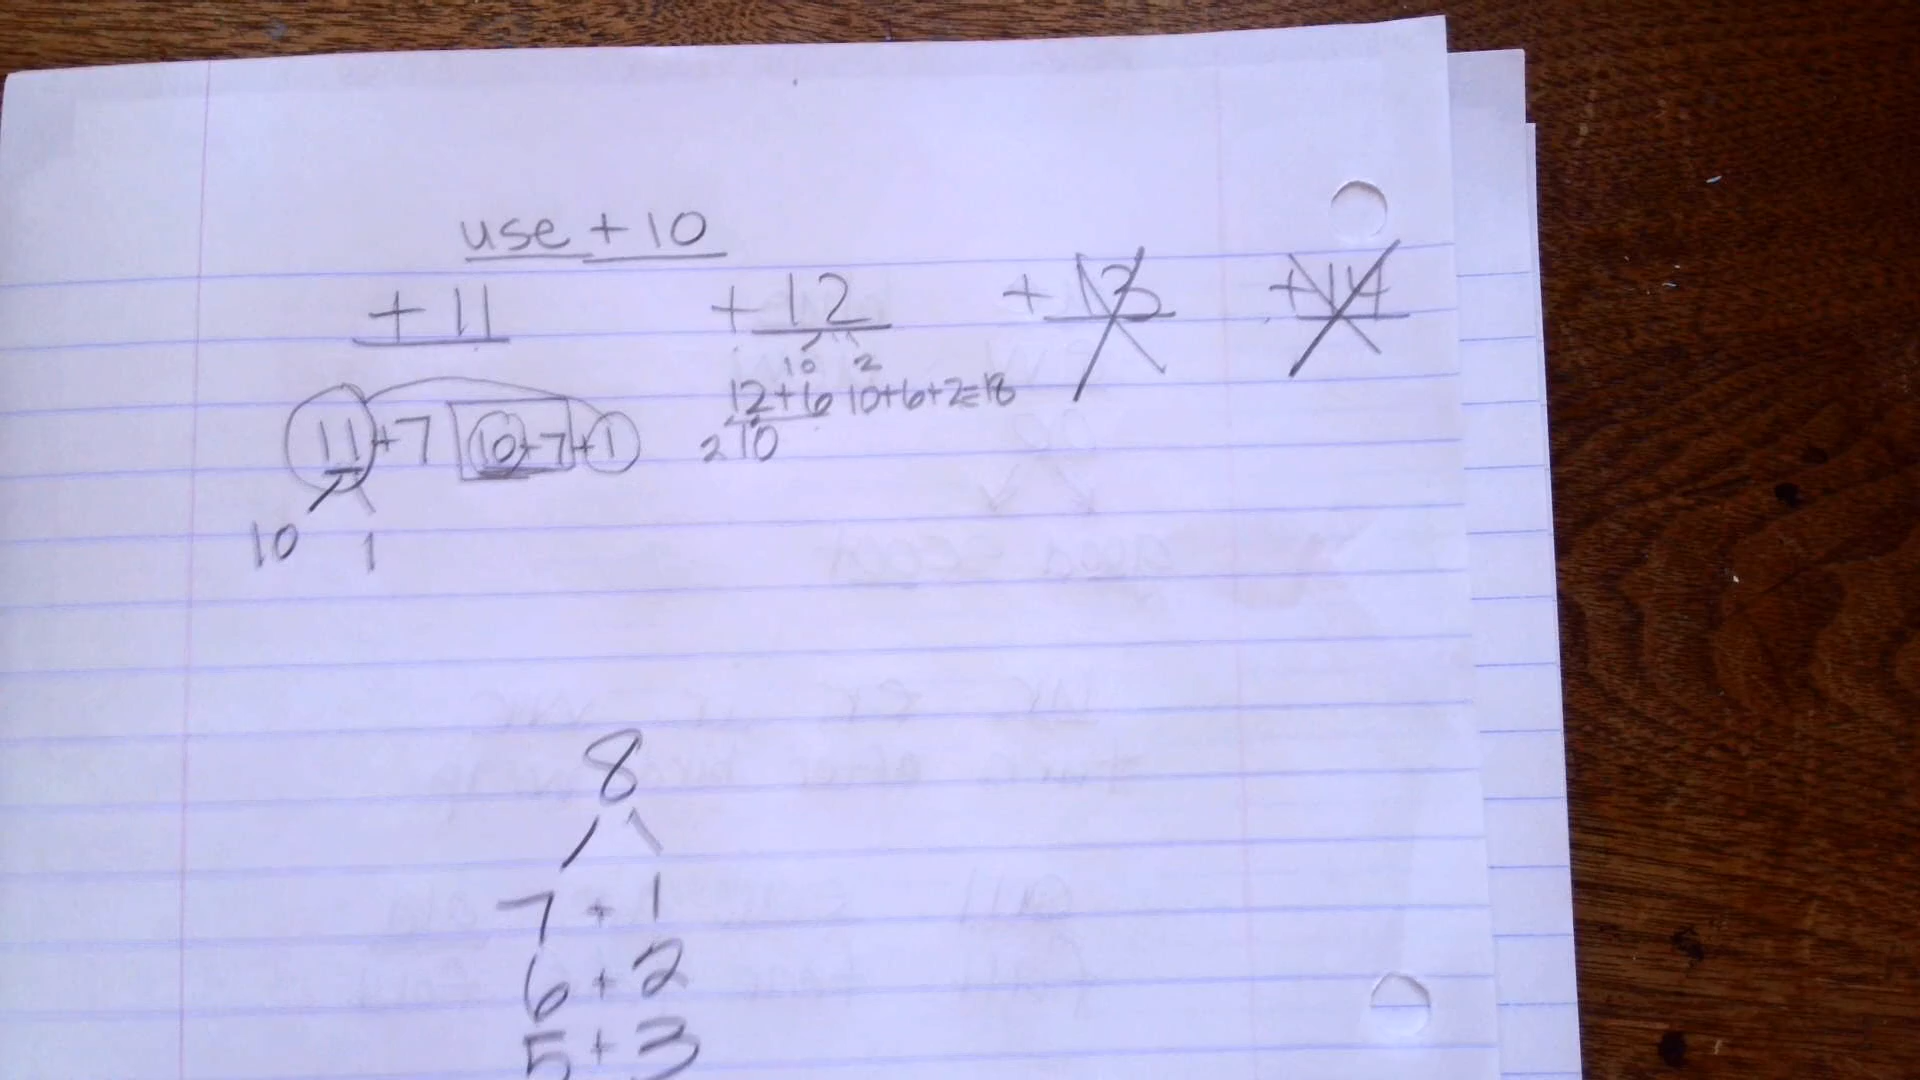 use + 10
+ 11 + 12 + 13 + 14
10 2
12+6 10+6+2=18
11+7 10+7+1
2 10
10 1
8
7 + 1
6 + 2
5 + 3